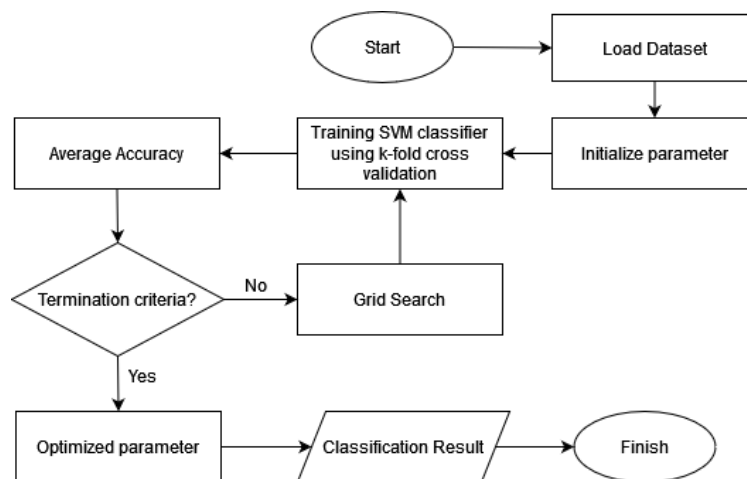 Start
Load Dataset
Initialize parameter
Training SVM classifier
using k-fold cross
validation
Average Accuracy
Termination criteria?
No
Grid Search
Yes
Optimized parameter
Classification Result
Finish